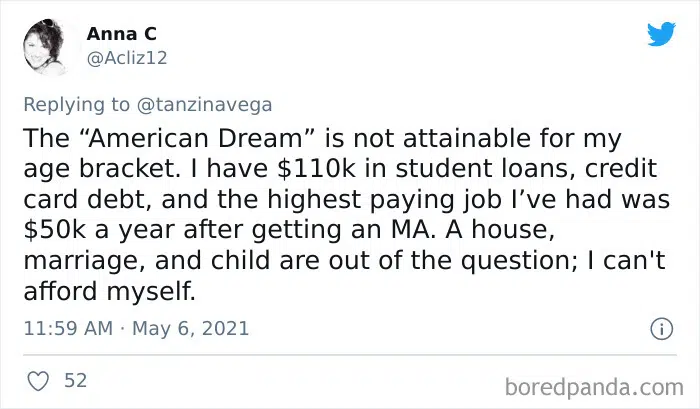 Anna C
@Acliz12
Replying to @tanzinavega
The “American Dream” is not attainable for my
age bracket. I have $110k in student loans, credit
card debt, and the highest paying job I’ve had was
$50k a year after getting an MA. A house,
marriage, and child are out of the question; I can't
afford myself.
11:59 AM · May 6, 2021
52
boredpanda.com